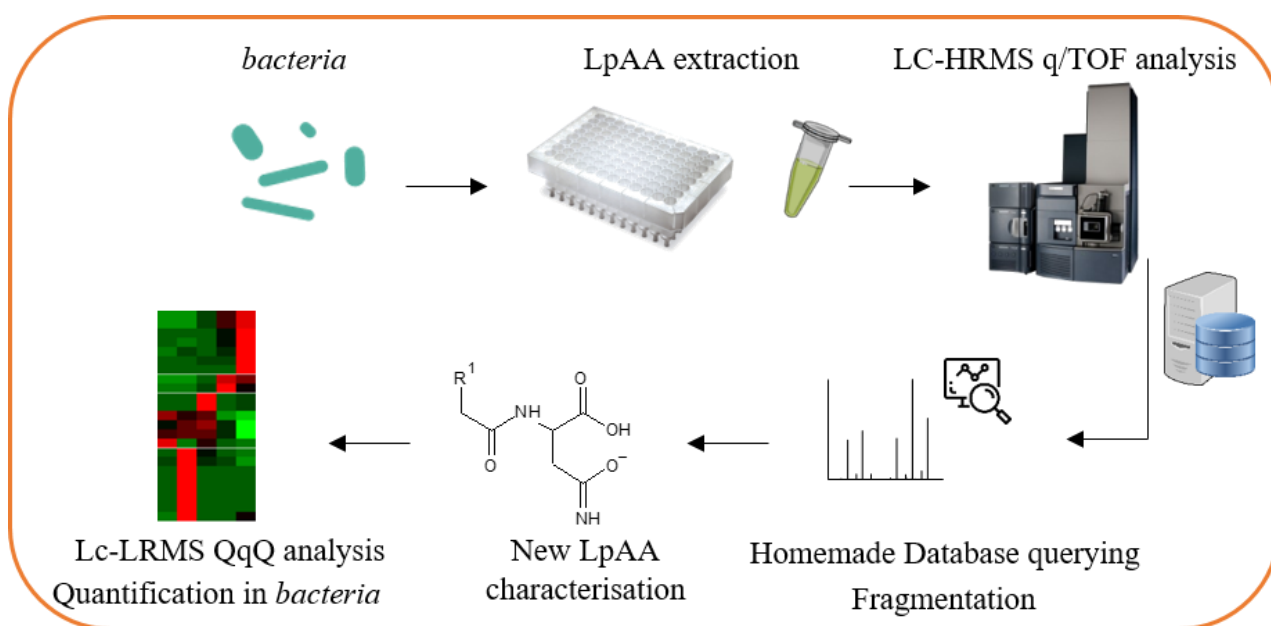 bacteria
LpAA extraction
LC-HRMS q/TOF analysis
R1
O
NH
OH
O
O−
NH
Lc-LRMS QqQ analysis
Quantification in bacteria
New LpAA
characterisation
Homemade Database querying
Fragmentation